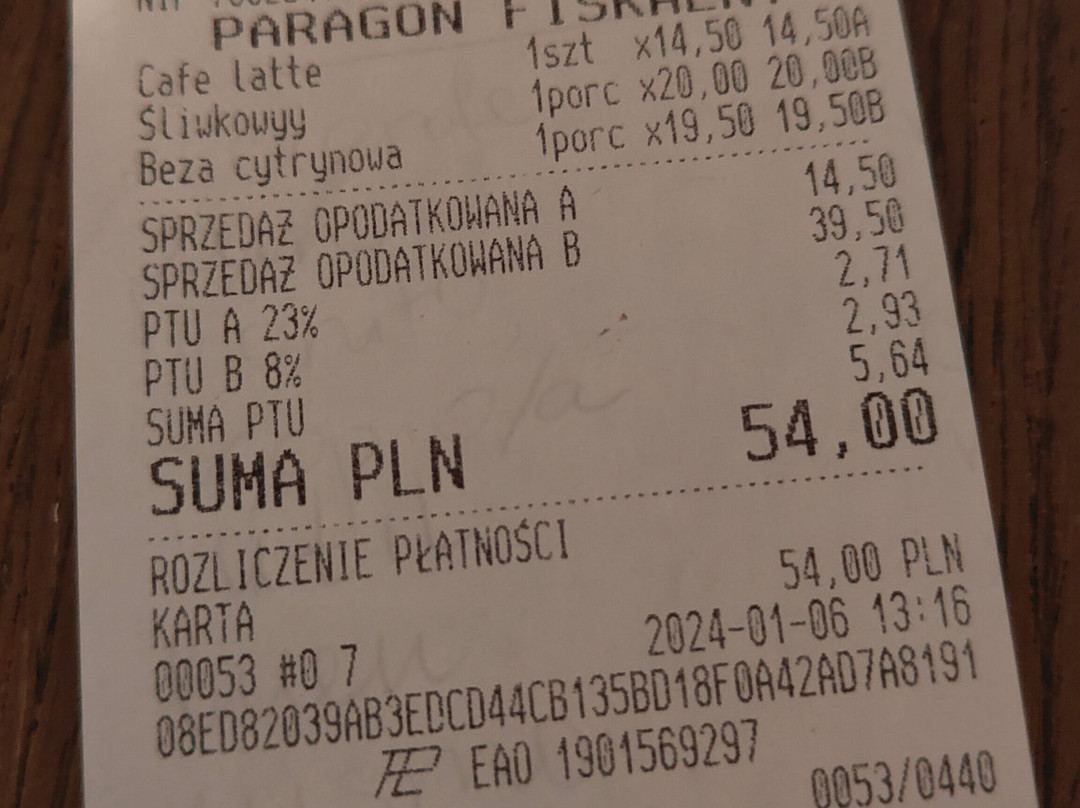 PARAGON FISKALNY
Cafe latte 1szt x14,50 14,50A
Śliwkowyy 1porc x20,00 20,00B
Beza cytrynowa 1porc x19,50 19,50B
SPRZEDAŻ OPODATKOWANA A 14,50
SPRZEDAŻ OPODATKOWANA B 39,50
PTU A 23% 2,71
PTU B 8% 2,93
SUMA PTU 5,64
SUMA PLN 54,00
ROZLICZENIE PŁATNOŚCI
KARTA 54,00 PLN
00053 #0 7 2024-01-06 13:16
08ED82039AB3EDCD44CB135BD18F0A42AD7A8191
EAO 1901569297
0053/0440